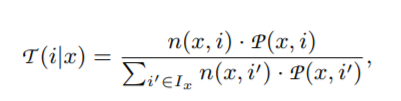 𝒯(i|x) = n(x, i) · 𝒫(x, i) / ∑_{i'∈I_x} n(x, i') · 𝒫(x, i') ,